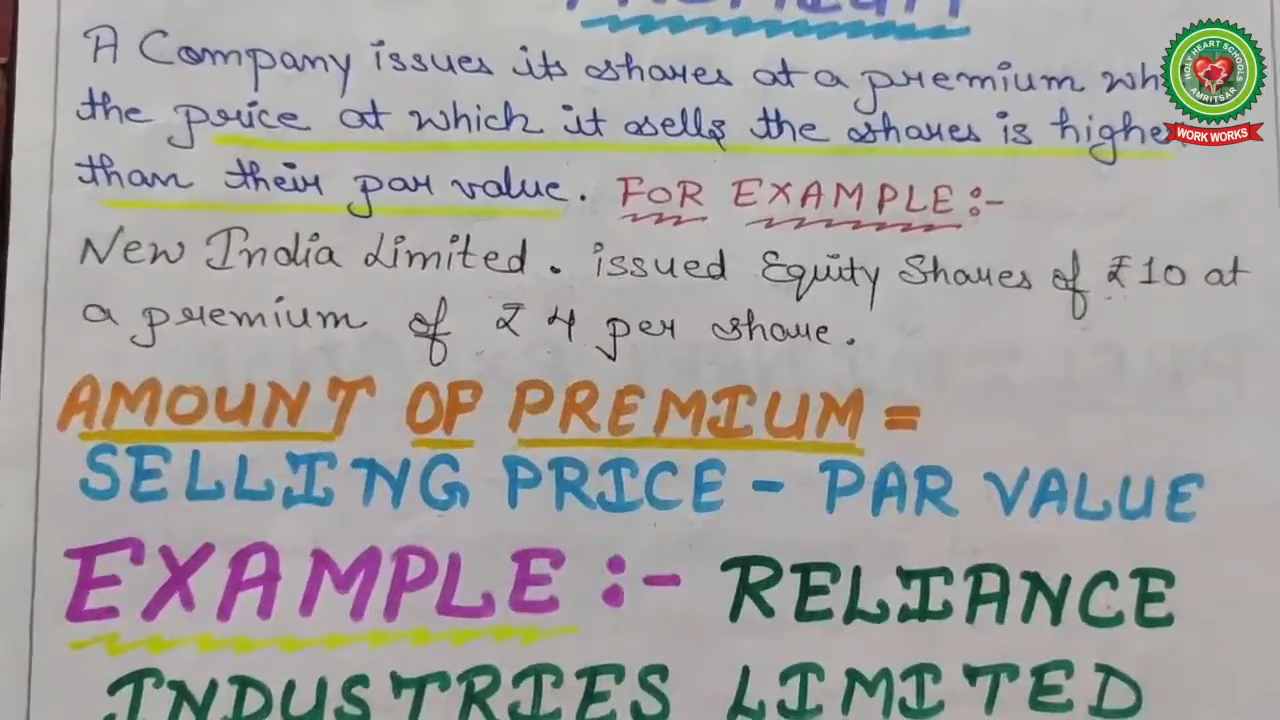 A Company issues its shares at a premium
the price at which it sells the shares is highe
than their par value. FOR EXAMPLE:-
New India Limited. issued Equity Shares of ₹10 at
a premium of ₹ 4 per share.
AMOUNT OF PREMIUM =
SELLING PRICE - PAR VALUE
EXAMPLE :- RELIANCE
INDUSTRIES LIMITED
HOLY HEART SCHOOLS
AMRITSAR
WORK WORKS